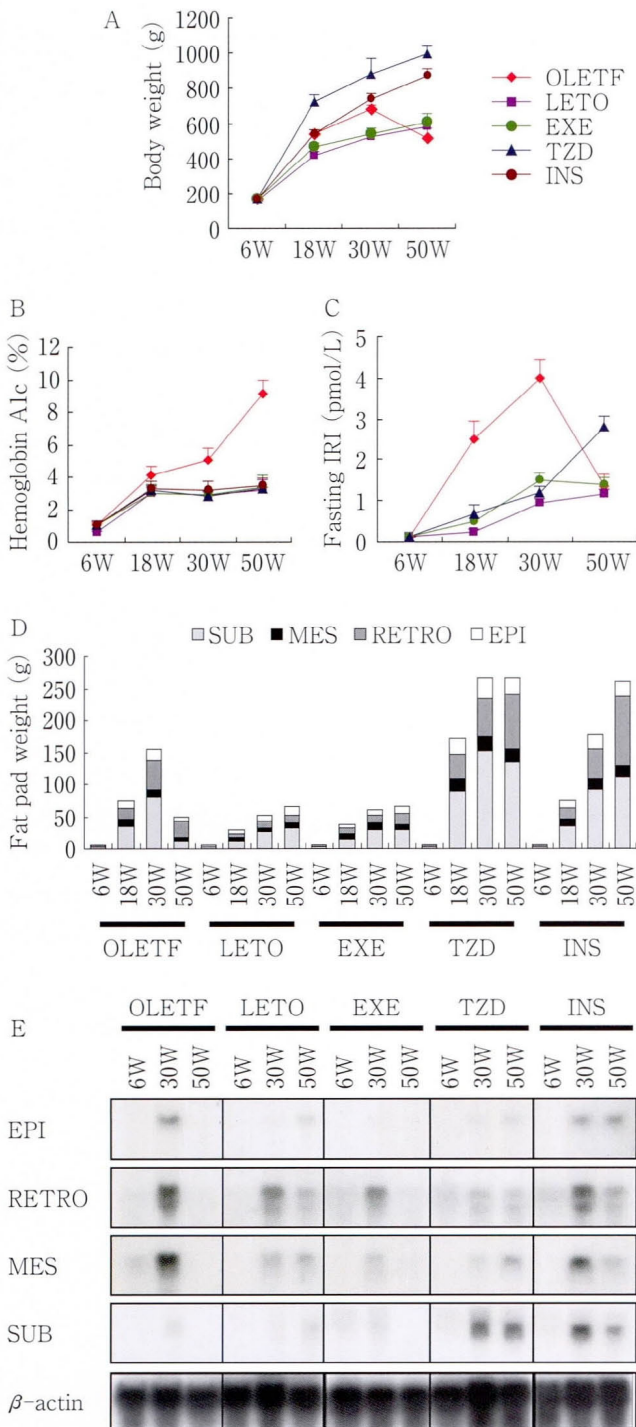 A
Body weight (g)
1200
1000
800
600
400
200
0
6W 18W 30W 50W
OLETF
LETO
EXE
TZD
INS
B
Hemoglobin A1c (%)
12
10
8
6
4
2
0
6W 18W 30W 50W
C
Fasting IRI (pmol/L)
5
4
3
2
1
0
6W 18W 30W 50W
D
SUB MES RETRO EPI
Fat pad weight (g)
300
250
200
150
100
50
0
6W 18W 30W 50W 6W 18W 30W 50W 6W 18W 30W 50W 6W 18W 30W 50W 6W 18W 30W 50W
OLETF LETO EXE TZD INS
E
OLETF LETO EXE TZD INS
6W 30W 50W 6W 30W 50W 6W 30W 50W 6W 30W 50W 6W 30W 50W
EPI
RETRO
MES
SUB
β-actin